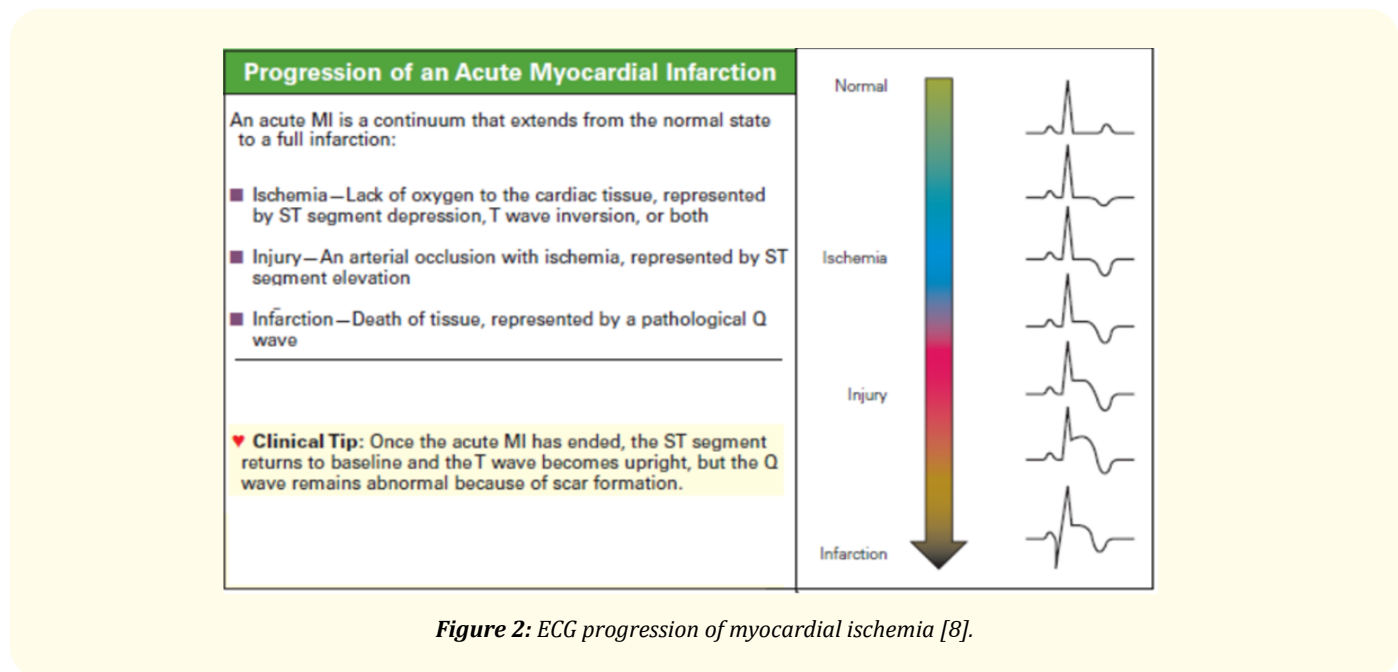 Progression of an Acute Myocardial Infarction
An acute MI is a continuum that extends from the normal state
to a full infarction:
■ Ischemia—Lack of oxygen to the cardiac tissue, represented
by ST segment depression, T wave inversion, or both
■ Injury—An arterial occlusion with ischemia, represented by ST
segment elevation
■ Infarction—Death of tissue, represented by a pathological Q
wave
♥ Clinical Tip: Once the acute MI has ended, the ST segment
returns to baseline and the T wave becomes upright, but the Q
wave remains abnormal because of scar formation.
Normal
Ischemia
Injury
Infarction
Figure 2: ECG progression of myocardial ischemia [8].